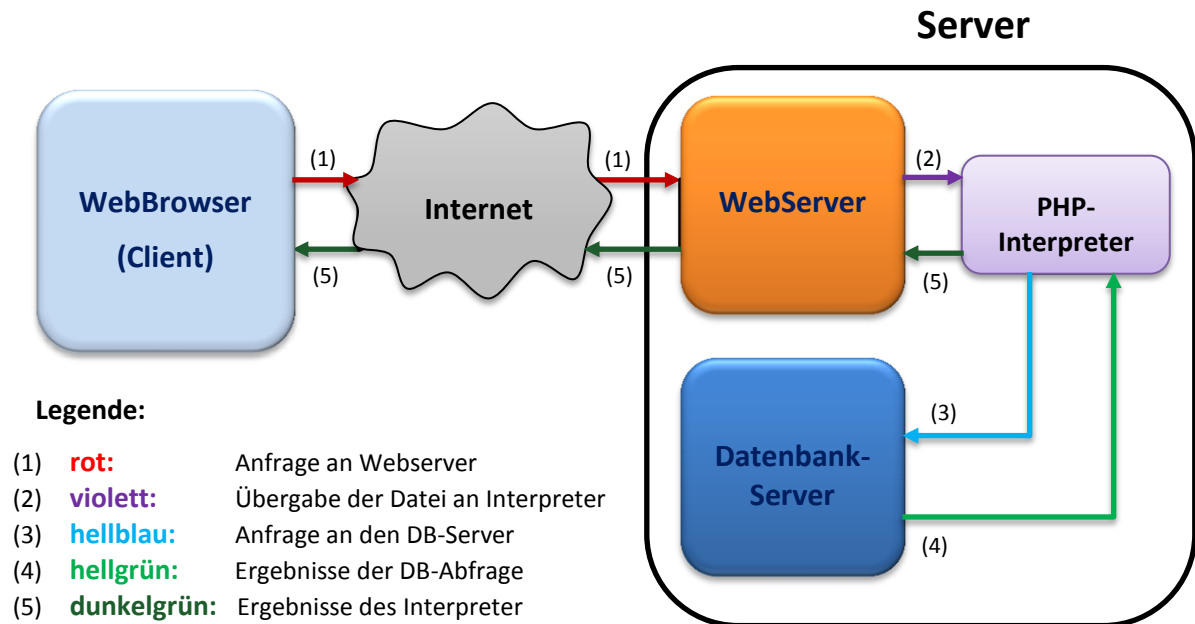 Server
WebBrowser
(Client)
(1)
(5)
Internet
(1)
(5)
WebServer
(2)
(5)
PHP-
Interpreter
Datenbank-
Server
(3)
(4)
Legende:
(1) rot: Anfrage an Webserver
(2) violett: Übergabe der Datei an Interpreter
(3) hellblau: Anfrage an den DB-Server
(4) hellgrün: Ergebnisse der DB-Abfrage
(5) dunkelgrün: Ergebnisse des Interpreter